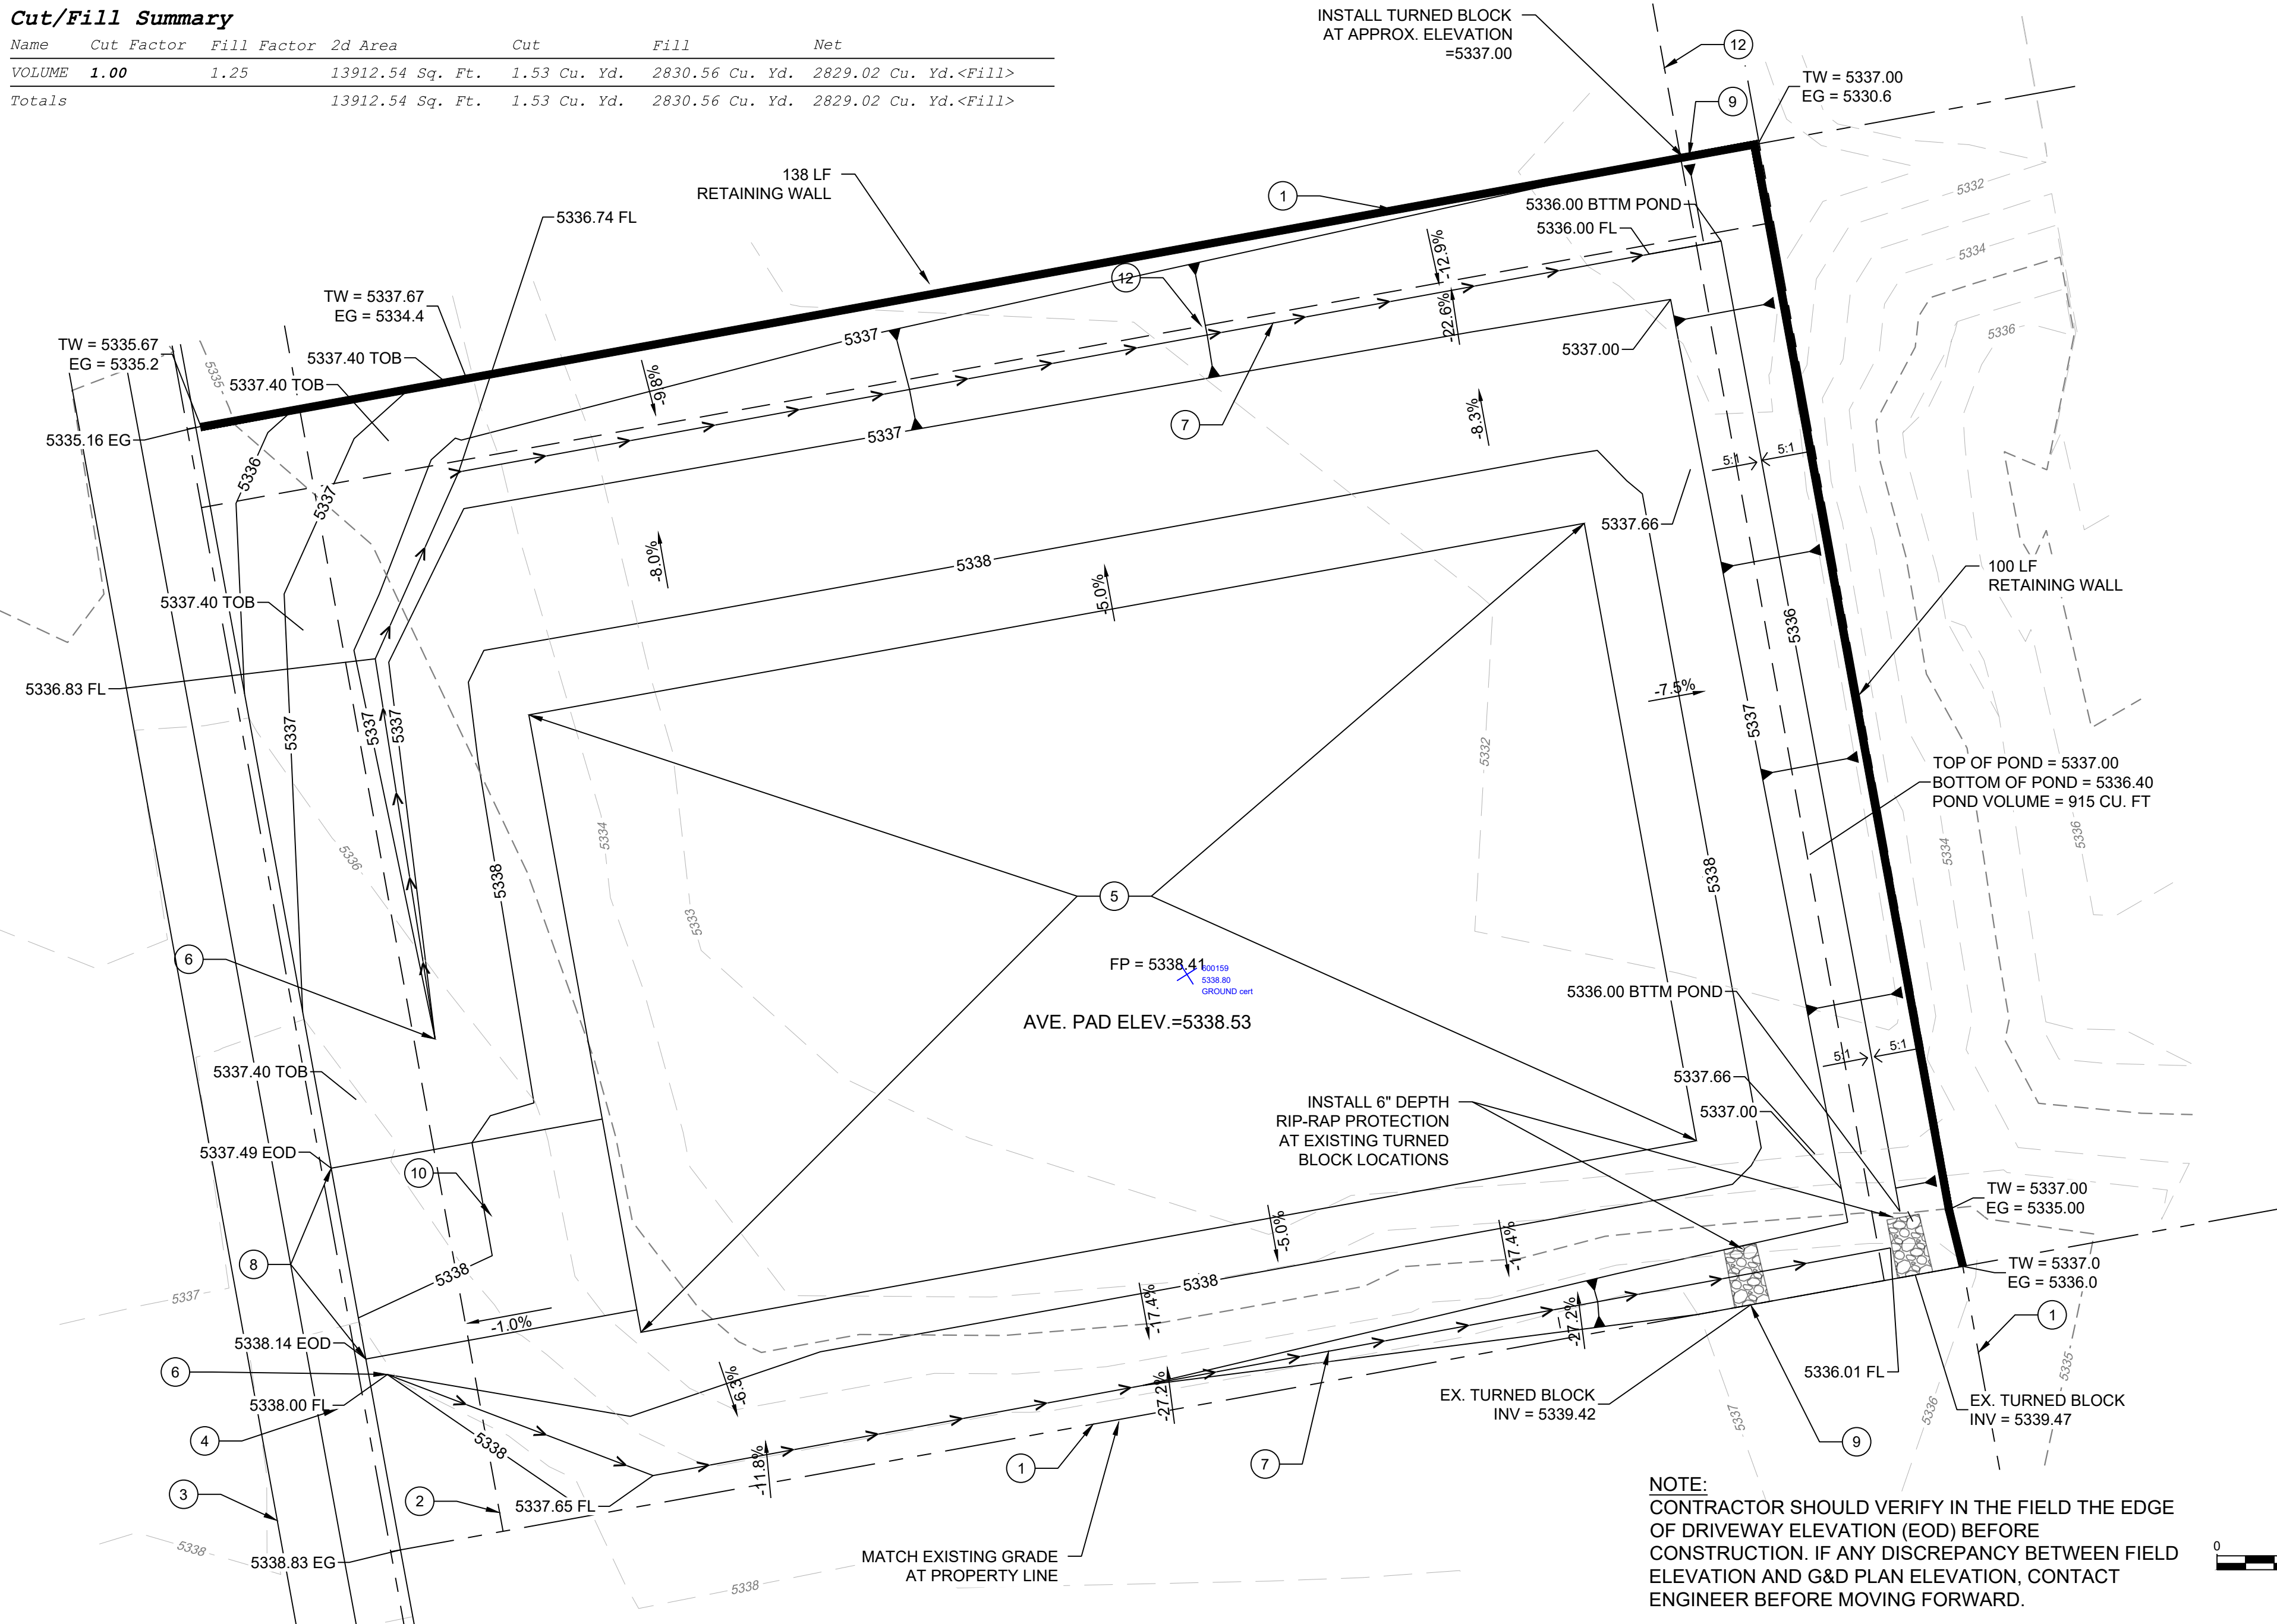 Cut/Fill Summary
Name Cut Factor Fill Factor 2d Area Cut Fill Net
VOLUME 1.00 1.25 13912.54 Sq. Ft. 1.53 Cu. Yd. 2830.56 Cu. Yd. 2829.02 Cu. Yd.<Fill>
Totals 13912.54 Sq. Ft. 1.53 Cu. Yd. 2830.56 Cu. Yd. 2829.02 Cu. Yd.<Fill>
INSTALL TURNED BLOCK
AT APPROX. ELEVATION
=5337.00
12
9
TW = 5337.00
EG = 5330.6
138 LF
RETAINING WALL
1
5336.74 FL
5336.00 BTTM POND
5336.00 FL
5332
5334
5336
-12.9%
-22.6%
12
TW = 5337.67
EG = 5334.4
TW = 5335.67
EG = 5335.2
5337.40 TOB
5337.40 TOB
5335
5337
5337.00
-9.8%
-8.3%
7
5337
5335.16 EG
5336
5337
5:1
5:1
5337.66
5338
-8.0%
-5.0%
100 LF
RETAINING WALL
5337.40 TOB
5336
5336.83 FL
-7.5%
5337
5337
5337
5337
5332
TOP OF POND = 5337.00
BOTTOM OF POND = 5336.40
POND VOLUME = 915 CU. FT
5334
5336
5336
5334
5338
5338
5333
5
6
FP = 5338.41
600159
5338.80
GROUND cert
AVE. PAD ELEV.=5338.53
5336.00 BTTM POND
5:1
5:1
5337.40 TOB
5337.66
5337.00
INSTALL 6" DEPTH
RIP-RAP PROTECTION
AT EXISTING TURNED
BLOCK LOCATIONS
5337.49 EOD
10
TW = 5337.00
EG = 5335.00
-5.0%
-17.4%
8
5338
5338
TW = 5337.0
EG = 5336.0
5337
-1.0%
-17.4%
-27.2%
1
5338.14 EOD
6
-6.3%
-27.2%
5336.01 FL
5335
5338.00 FL
EX. TURNED BLOCK
INV = 5339.42
EX. TURNED BLOCK
INV = 5339.47
5337
5336
4
5338
-11.8%
1
7
9
3
2
5337.65 FL
5338
5338.83 EG
MATCH EXISTING GRADE
AT PROPERTY LINE
5338
NOTE:
CONTRACTOR SHOULD VERIFY IN THE FIELD THE EDGE
OF DRIVEWAY ELEVATION (EOD) BEFORE
CONSTRUCTION. IF ANY DISCREPANCY BETWEEN FIELD
ELEVATION AND G&D PLAN ELEVATION, CONTACT
ENGINEER BEFORE MOVING FORWARD.
0